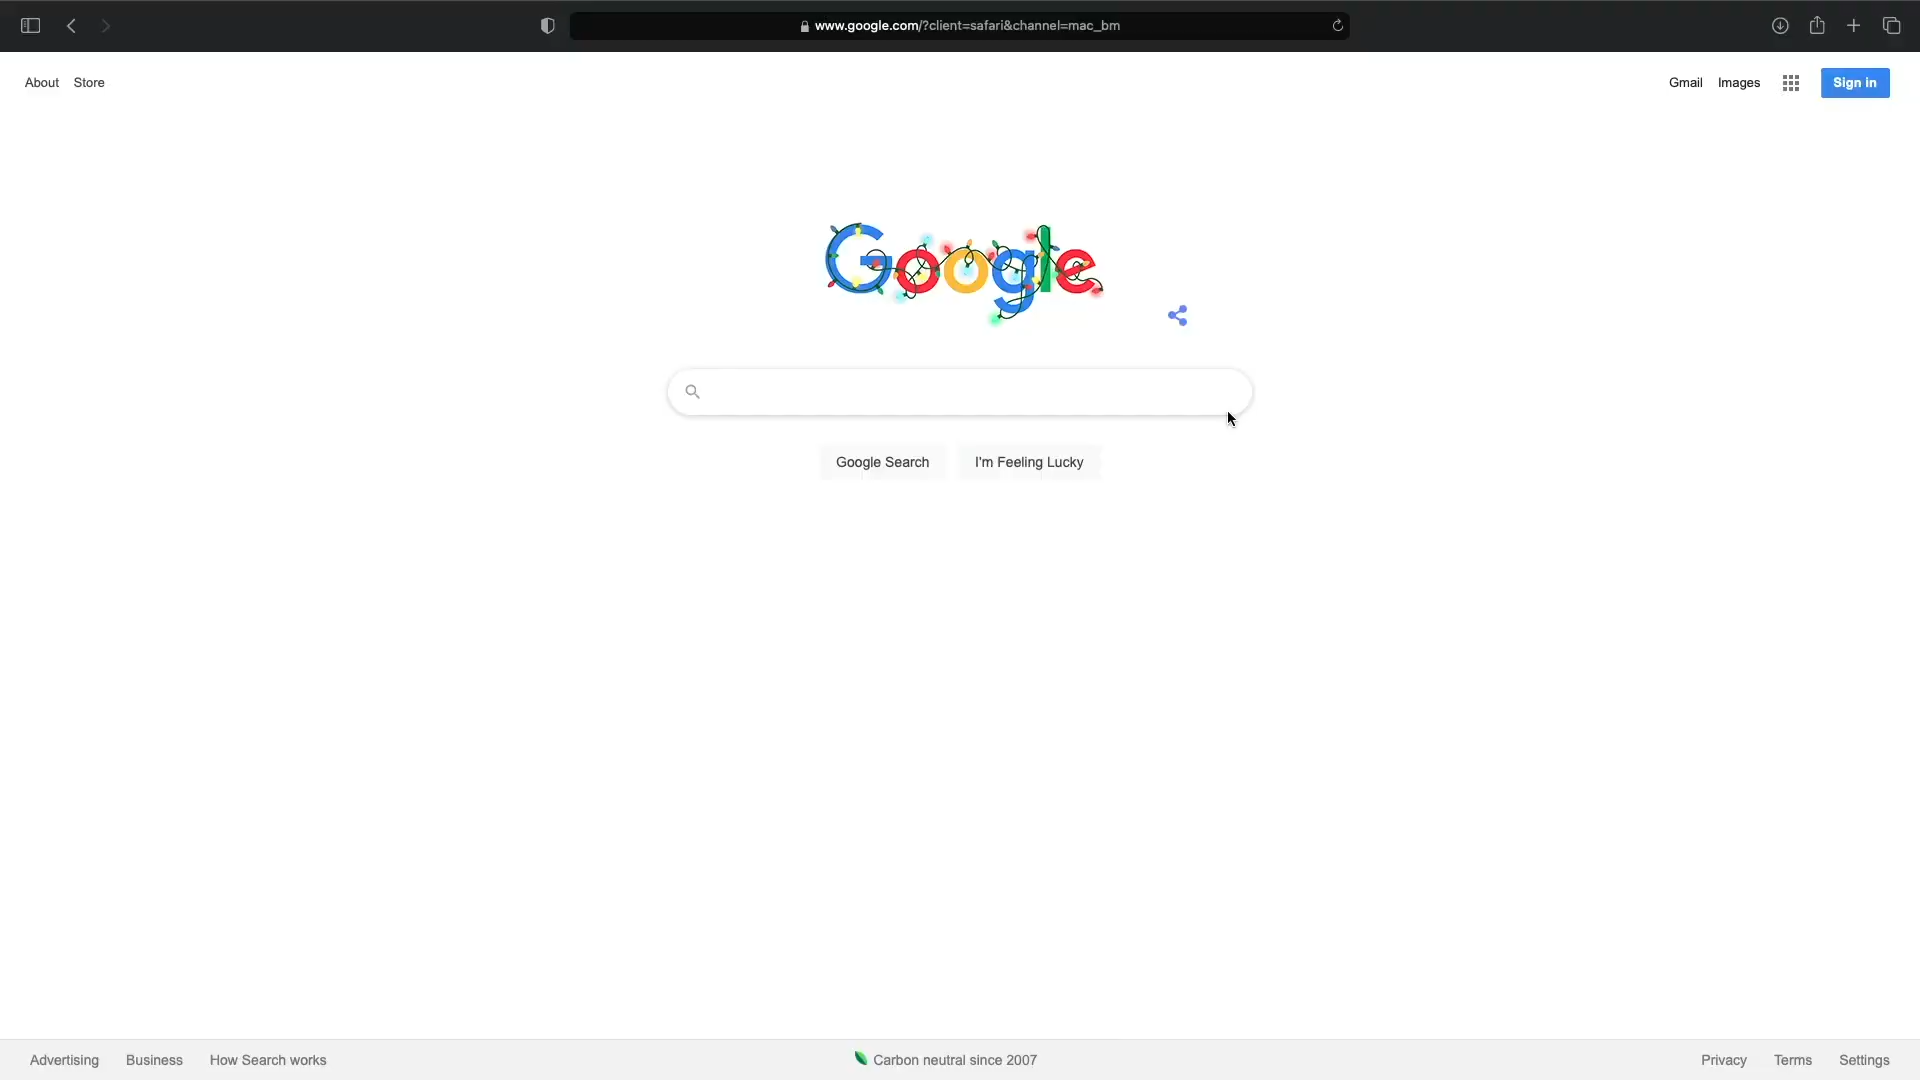 www.google.com/?client=safari&channel=mac_bm
About Store
Gmail Images Sign in
Google
Google Search I'm Feeling Lucky
Advertising Business How Search works Carbon neutral since 2007 Privacy Terms Settings